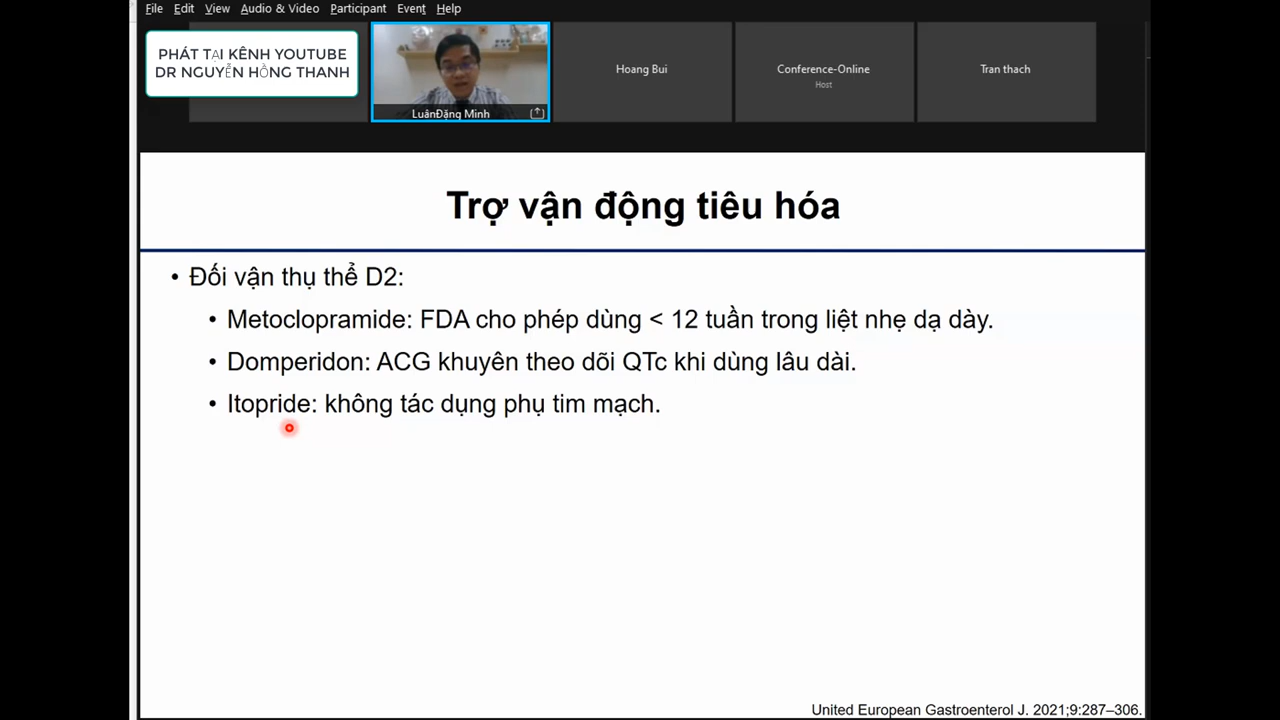 File Edit View Audio & Video Participant Event Help
PHÁT TẠI KÊNH YOUTUBE
DR NGUYỄN HỒNG THANH
LuânĐặng Minh
Hoang Bui
Conference-Online
Host
Tran thach
Trợ vận động tiêu hóa
• Đối vận thụ thể D2:
• Metoclopramide: FDA cho phép dùng < 12 tuần trong liệt nhẹ dạ dày.
• Domperidon: ACG khuyên theo dõi QTc khi dùng lâu dài.
• Itopride: không tác dụng phụ tim mạch.
United European Gastroenterol J. 2021;9:287–306.